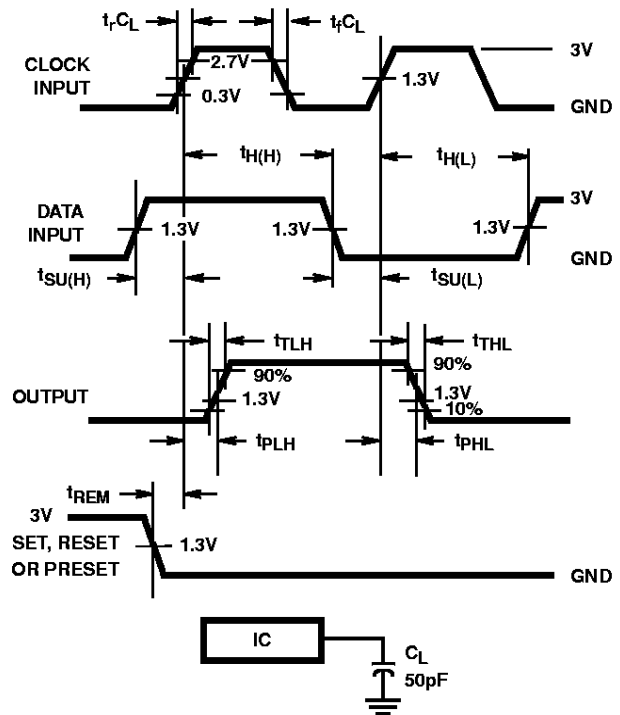 trCL
tfCL
CLOCK
INPUT
2.7V
0.3V
1.3V
3V
GND
tH(H)
tH(L)
DATA
INPUT
1.3V
1.3V
1.3V
3V
GND
tSU(H)
tSU(L)
tTLH
tTHL
OUTPUT
90%
1.3V
90%
1.3V
10%
tPLH
tPHL
tREM
3V
SET, RESET
OR PRESET
1.3V
GND
IC
CL
50pF